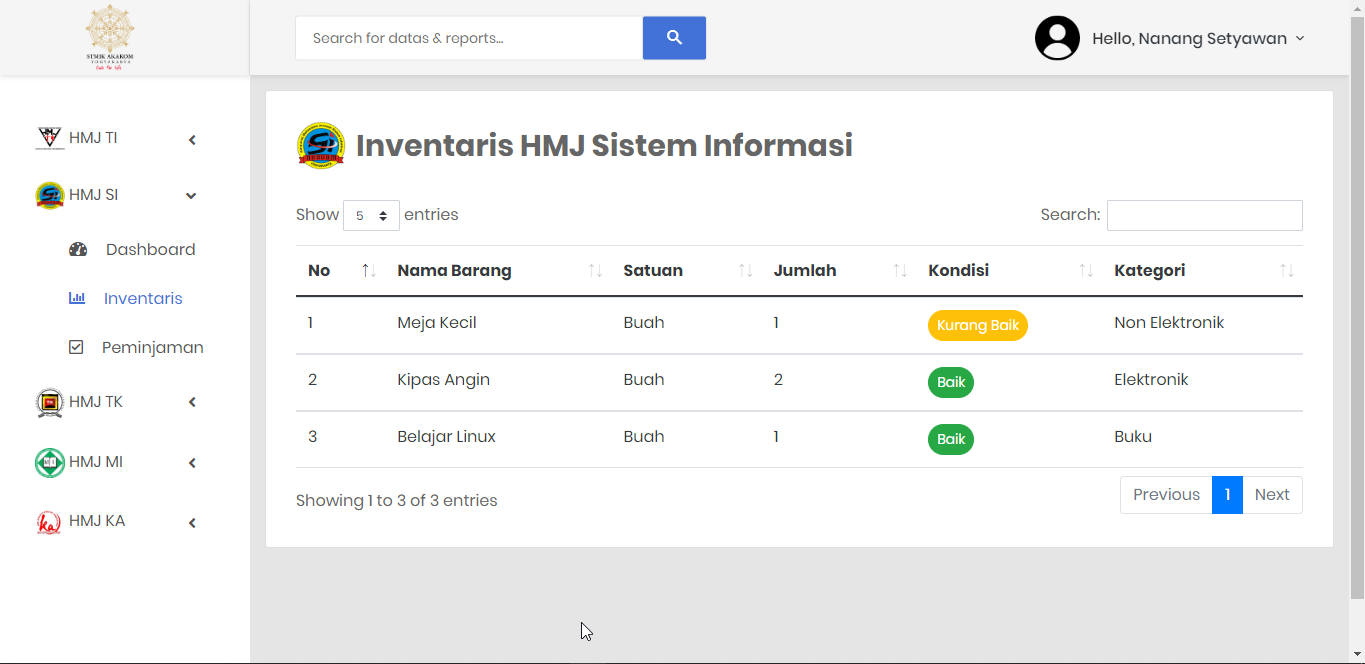 STMIK AKAKOM
YOGYAKARTA
Search for datas & reports...
Hello, Nanang Setyawan
HMJ TI
HMJ SI
Dashboard
Inventaris
Peminjaman
HMJ TK
HMJ MI
HMJ KA
Inventaris HMJ Sistem Informasi
Show 5 entries
Search:
No Nama Barang Satuan Jumlah Kondisi Kategori
1 Meja Kecil Buah 1 Kurang Baik Non Elektronik
2 Kipas Angin Buah 2 Baik Elektronik
3 Belajar Linux Buah 1 Baik Buku
Showing 1 to 3 of 3 entries
Previous 1 Next